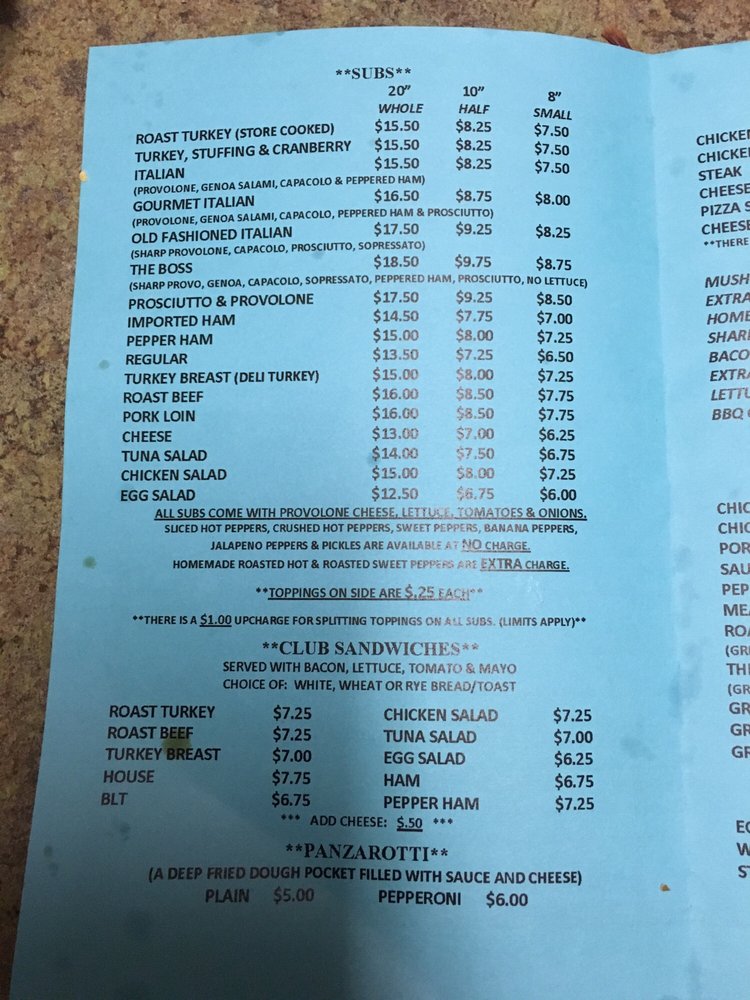 **SUBS**
20" 10" 8"
WHOLE HALF SMALL
ROAST TURKEY (STORE COOKED) $15.50 $8.25 $7.50
TURKEY, STUFFING & CRANBERRY $15.50 $8.25 $7.50
ITALIAN $15.50 $8.25 $7.50
(PROVOLONE, GENOA SALAMI, CAPACOLO & PEPPERED HAM)
GOURMET ITALIAN $16.50 $8.75 $8.00
(PROVOLONE, GENOA SALAMI, CAPACOLO, PEPPERED HAM & PROSCIUTTO)
OLD FASHIONED ITALIAN $17.50 $9.25 $8.25
(SHARP PROVOLONE, CAPACOLO, PROSCIUTTO, SOPRESSATO)
THE BOSS $18.50 $9.75 $8.75
(SHARP PROVO, GENOA, CAPACOLO, SOPRESSATO, PEPPERED HAM, PROSCIUTTO, NO LETTUCE)
PROSCIUTTO & PROVOLONE $17.50 $9.25 $8.50
IMPORTED HAM $14.50 $7.75 $7.00
PEPPER HAM $15.00 $8.00 $7.25
REGULAR $13.50 $7.25 $6.50
TURKEY BREAST (DELI TURKEY) $15.00 $8.00 $7.25
ROAST BEEF $16.00 $8.50 $7.75
PORK LOIN $16.00 $8.50 $7.75
CHEESE $13.00 $7.00 $6.25
TUNA SALAD $14.00 $7.50 $6.75
CHICKEN SALAD $15.00 $8.00 $7.25
EGG SALAD $12.50 $6.75 $6.00
ALL SUBS COME WITH PROVOLONE CHEESE, LETTUCE, TOMATOES & ONIONS.
SLICED HOT PEPPERS, CRUSHED HOT PEPPERS, SWEET PEPPERS, BANANA PEPPERS,
JALAPENO PEPPERS & PICKLES ARE AVAILABLE AT NO CHARGE.
HOMEMADE ROASTED HOT & ROASTED SWEET PEPPERS ARE EXTRA CHARGE.
**TOPPINGS ON SIDE ARE $.25 EACH**
**THERE IS A $1.00 UPCHARGE FOR SPLITTING TOPPINGS ON ALL SUBS. (LIMITS APPLY)**
**CLUB SANDWICHES**
SERVED WITH BACON, LETTUCE, TOMATO & MAYO
CHOICE OF: WHITE, WHEAT OR RYE BREAD/TOAST
ROAST TURKEY $7.25 CHICKEN SALAD $7.25
ROAST BEEF $7.25 TUNA SALAD $7.00
TURKEY BREAST $7.00 EGG SALAD $6.25
HOUSE $7.75 HAM $6.75
BLT $6.75 PEPPER HAM $7.25
*** ADD CHEESE: $.50 ***
**PANZAROTTI**
(A DEEP FRIED DOUGH POCKET FILLED WITH SAUCE AND CHEESE)
PLAIN $5.00 PEPPERONI $6.00
STEAK
PIZZA S
**THERE
BBQ